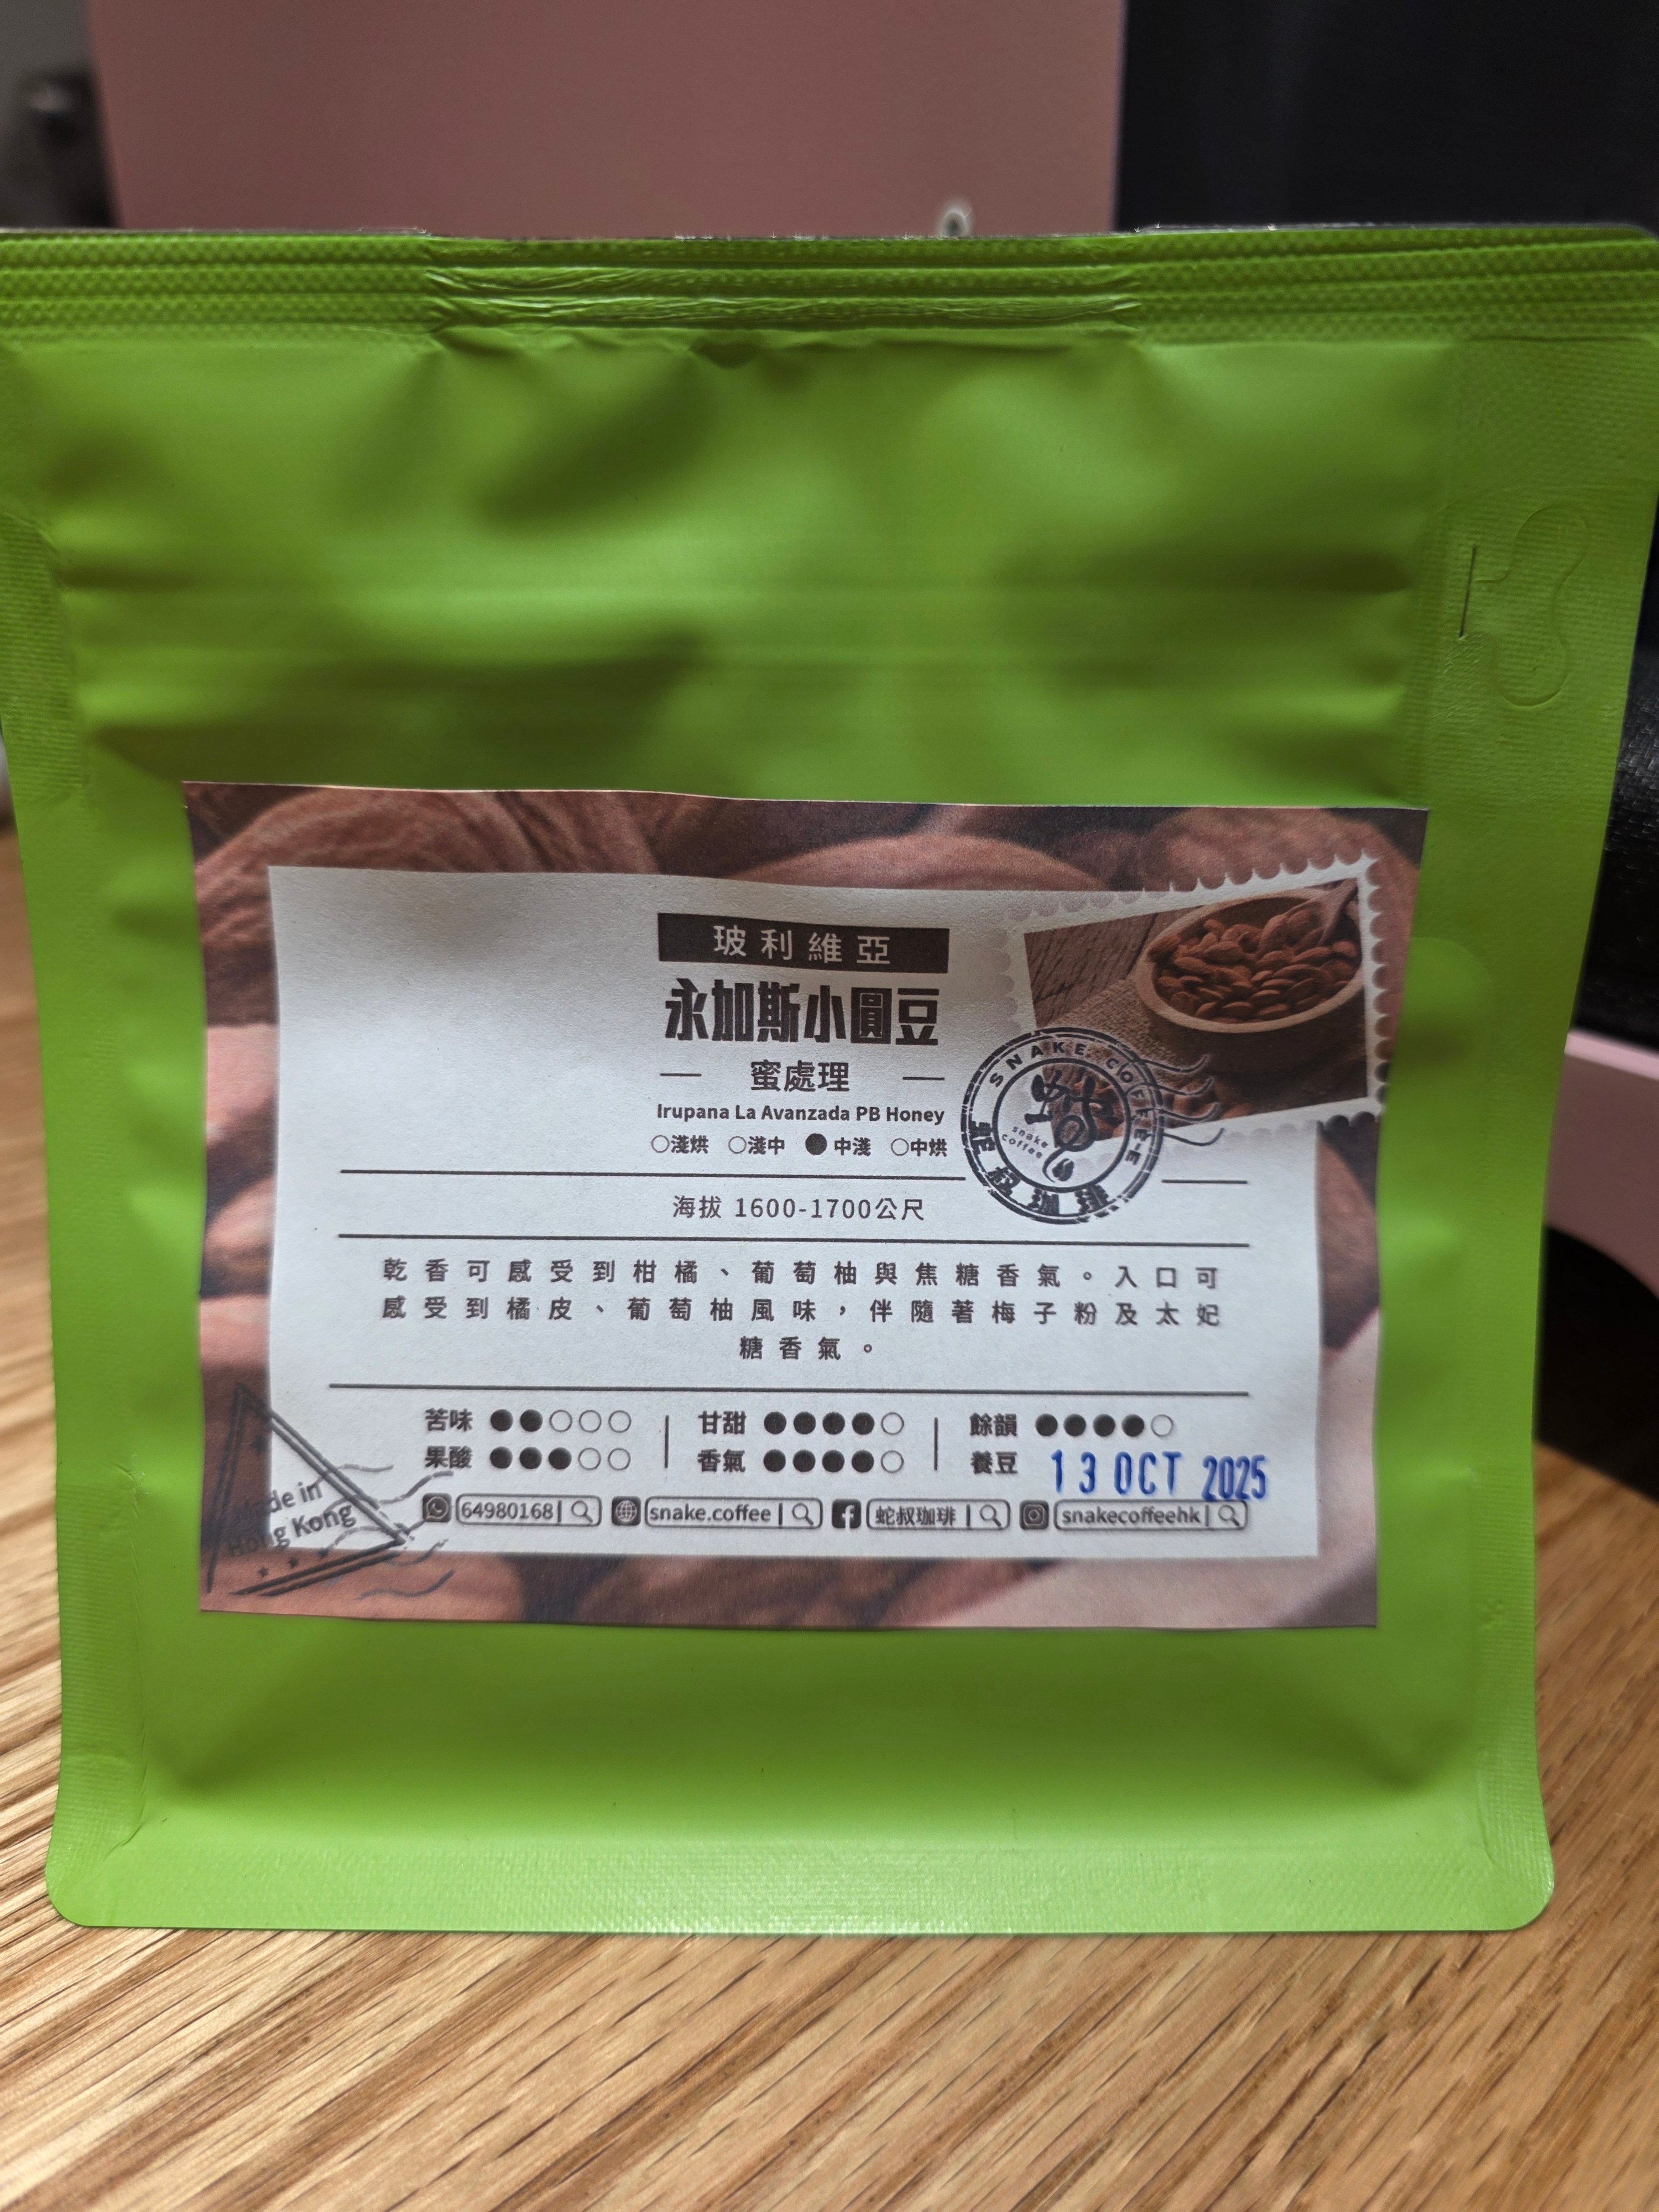 玻利維亞
永加斯小圓豆
蜜處理
Irupana La Avanzada PB Honey
○淺烘 ○淺中 ●中淺 ○中烘
SNAKE COFFEE
snake coffee
蛇叔珈琲
海拔 1600-1700公尺
乾香可感受到柑橘、葡萄柚與焦糖香氣。入口可
感受到橘皮、葡萄柚風味，伴隨著梅子粉及太妃
糖香氣。
苦味 ●●○○○ | 甘甜 ●●●●○ | 餘韻 ●●●●○
果酸 ●●●○○ | 香氣 ●●●●○ | 養豆 13 OCT 2025
64980168| snake.coffee| 蛇叔珈琲| snakecoffeehk|
Made in
Hong Kong